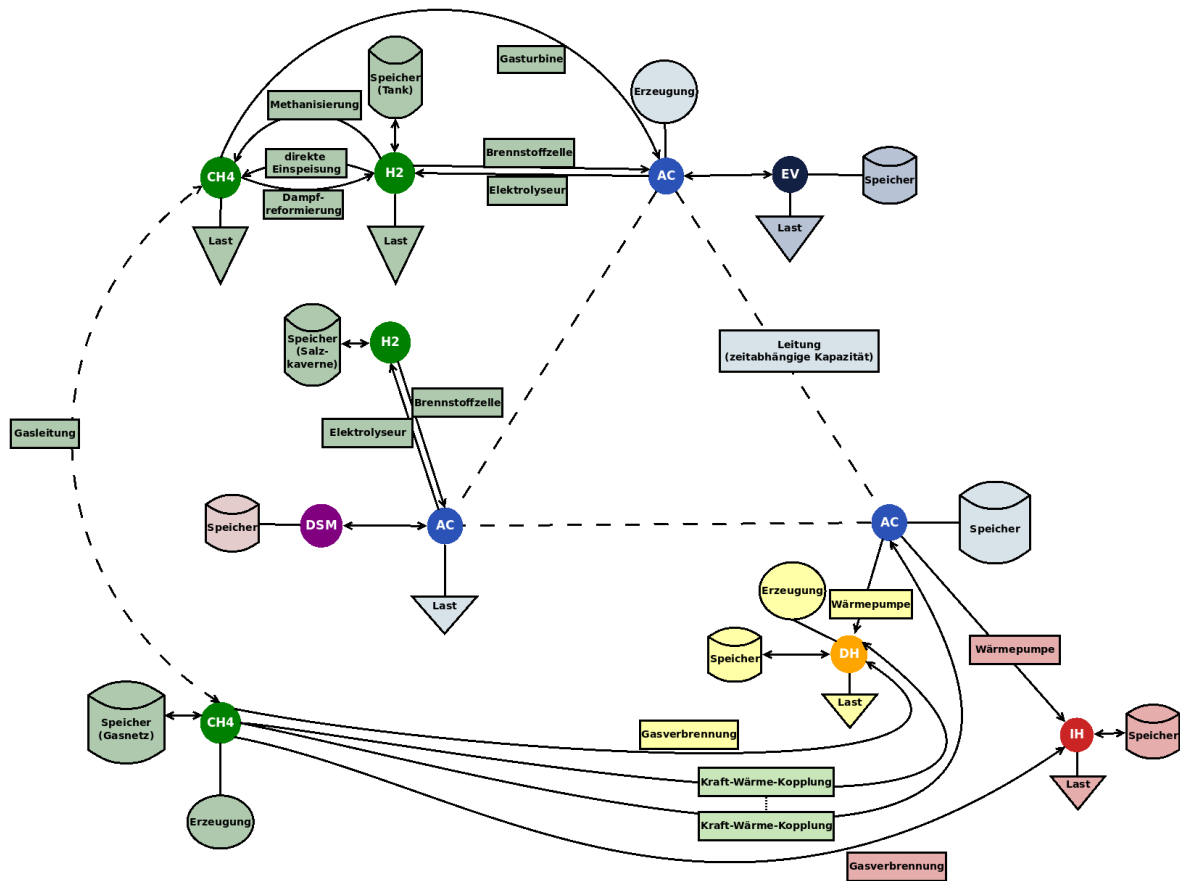 Gasturbine
Speicher
(Tank)
Erzeugung
Methanisierung
direkte
Einspeisung
Brennstoffzelle
CH4
H2
AC
EV
Speicher
Elektrolyseur
Dampf-
reformierung
Last
Last
Last
Speicher
(Salz-
kaverne)
H2
Leitung
(zeitabhängige Kapazität)
Brennstoffzelle
Gasleitung
Elektrolyseur
Speicher
DSM
AC
AC
Speicher
Erzeugung
Wärmepumpe
Last
Speicher
DH
Wärmepumpe
Last
Speicher
(Gasnetz)
CH4
Gasverbrennung
IH
Speicher
Kraft-Wärme-Kopplung
Last
Erzeugung
Kraft-Wärme-Kopplung
Gasverbrennung